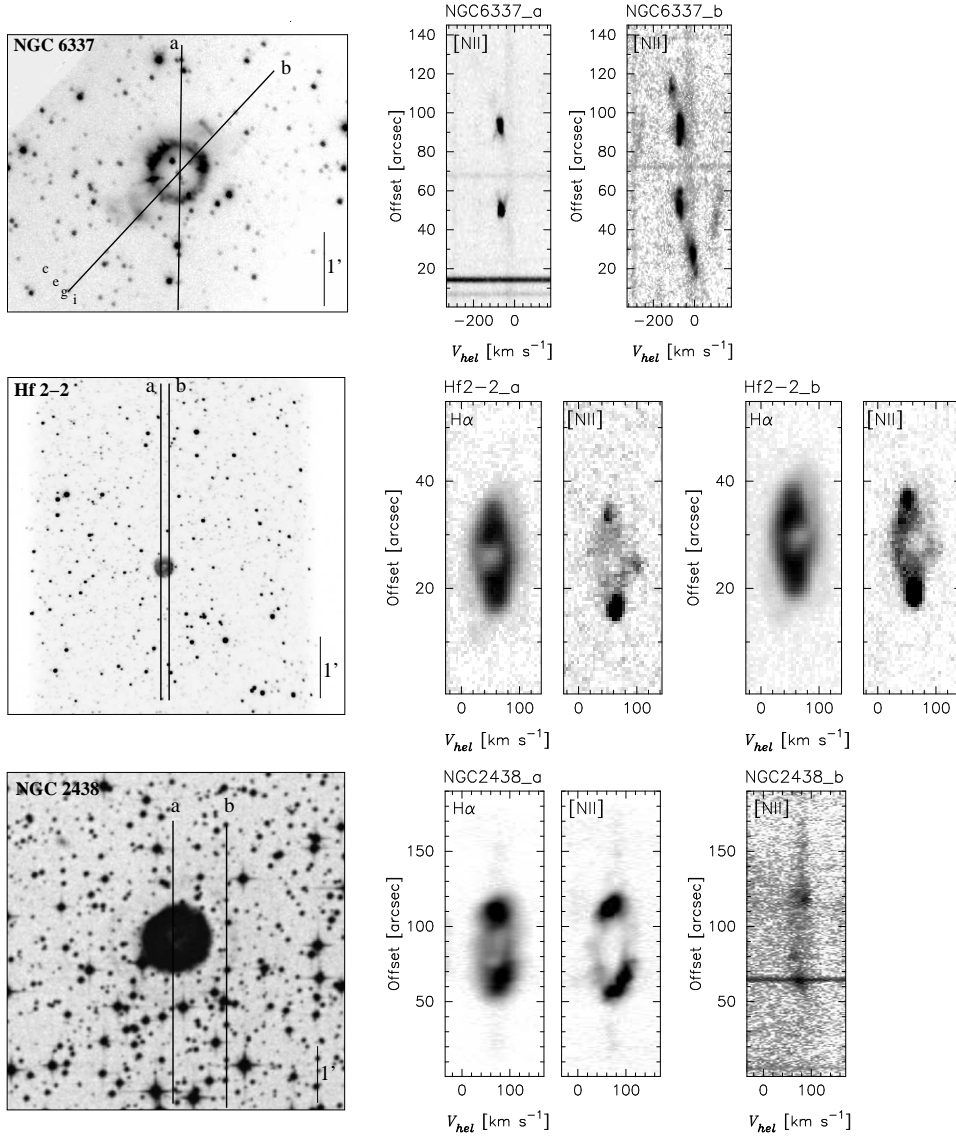 NGC 6337
a
b
c
e
g
i
1'
NGC6337_a
[NII]
Offset [arcsec]
140
120
100
80
60
40
20
−200 0
V_hel [km s⁻¹]
NGC6337_b
[NII]
Offset [arcsec]
140
120
100
80
60
40
20
−200 0
V_hel [km s⁻¹]
Hf 2−2
a b
1'
Hf2−2_a
Hα
[NII]
Offset [arcsec]
40
20
0 100
0 100
V_hel [km s⁻¹]
Hf2−2_b
Hα
[NII]
Offset [arcsec]
40
20
0 100
0 100
V_hel [km s⁻¹]
NGC 2438
a b
1'
NGC2438_a
Hα
[NII]
Offset [arcsec]
150
100
50
0 100
0 100
V_hel [km s⁻¹]
NGC2438_b
[NII]
Offset [arcsec]
150
100
50
0 100
V_hel [km s⁻¹]